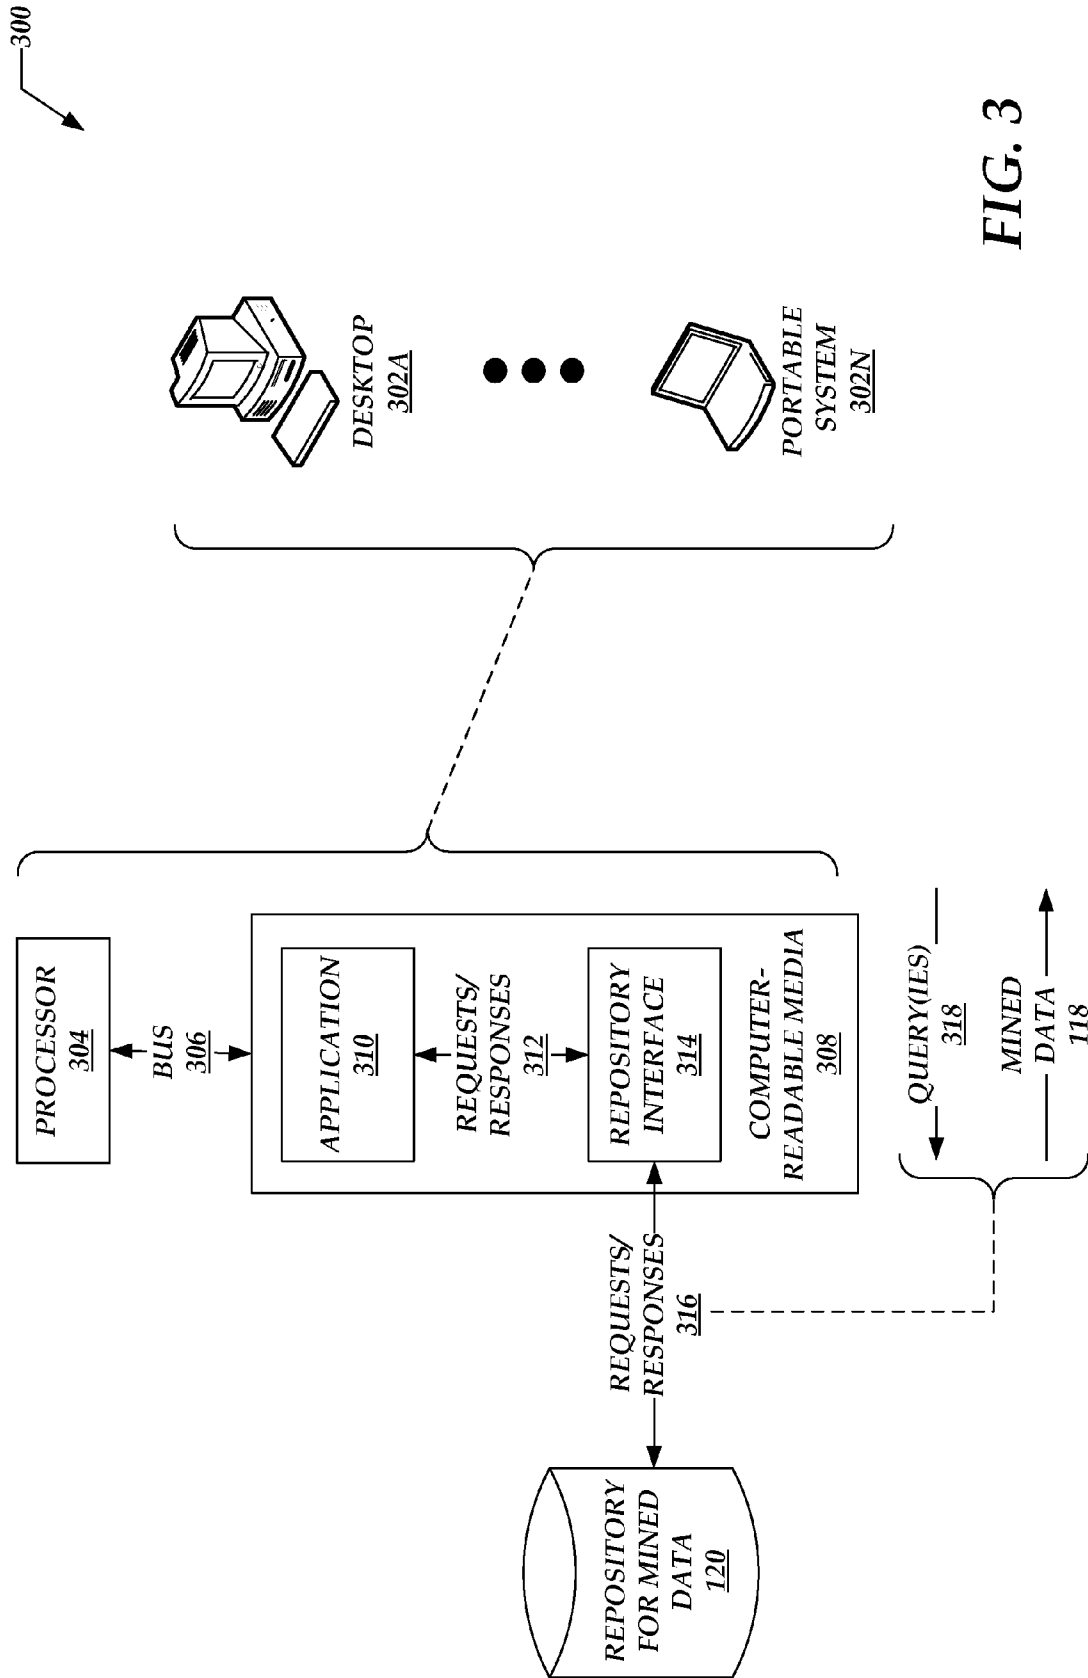 300
PROCESSOR
304
BUS
306
APPLICATION
310
REQUESTS/
RESPONSES
312
REPOSITORY
INTERFACE
314
COMPUTER-
READABLE MEDIA
308
DESKTOP
302A
PORTABLE
SYSTEM
302N
REPOSITORY
FOR MINED
DATA
120
REQUESTS/
RESPONSES
316
QUERY(IES)
318
MINED
DATA
118
FIG. 3